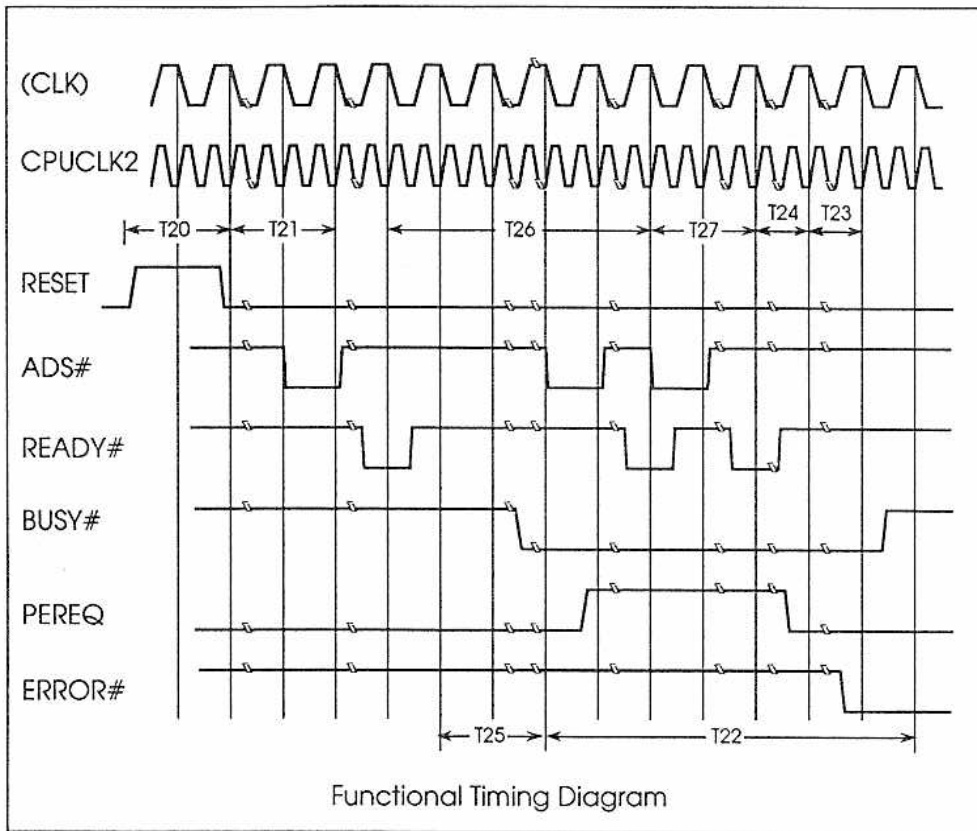 (CLK)
CPUCLK2
T20
T21
T26
T27
T24
T23
RESET
ADS#
READY#
BUSY#
PEREQ
ERROR#
T25
T22
Functional Timing Diagram